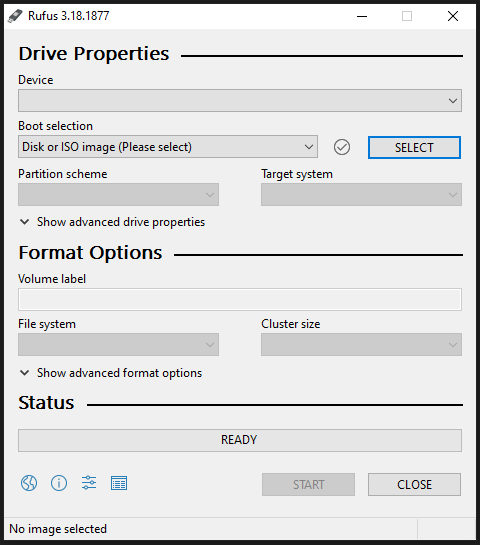 Rufus 3.18.1877
Drive Properties
Device
Boot selection
Disk or ISO image (Please select)
SELECT
Partition scheme
Target system
Show advanced drive properties
Format Options
Volume label
File system
Cluster size
Show advanced format options
Status
READY
START
CLOSE
No image selected